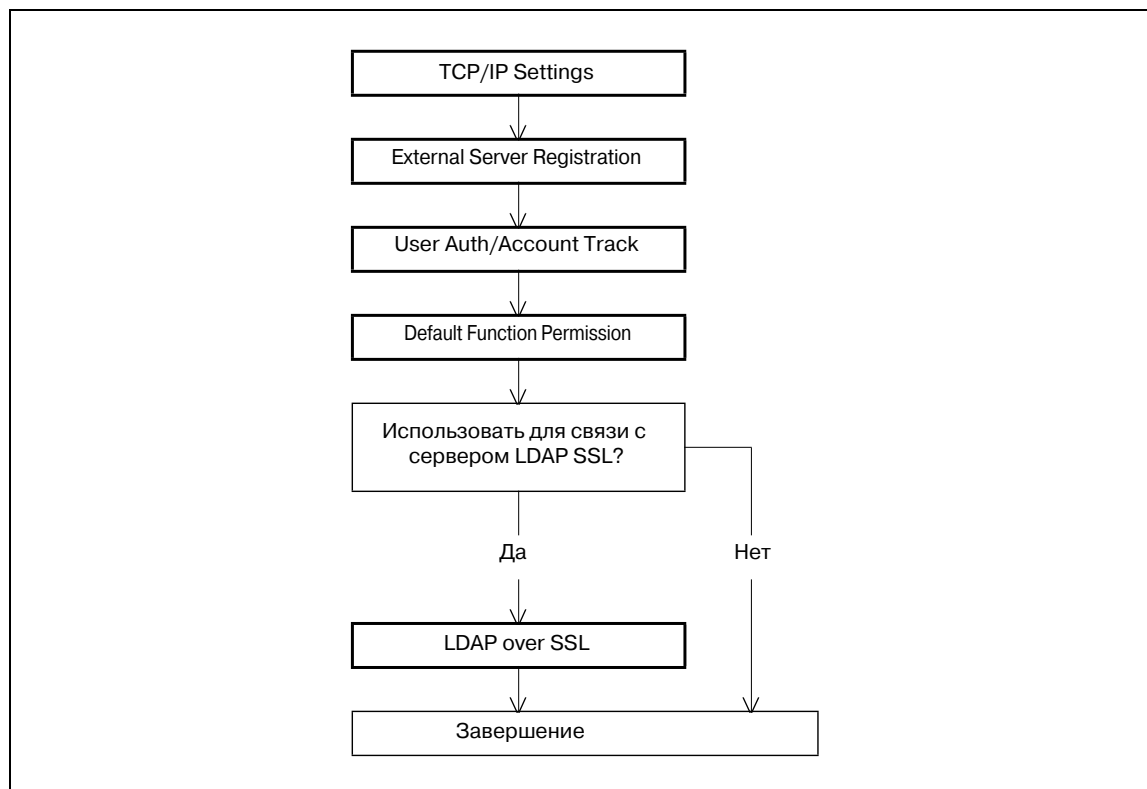 TCP/IP Settings
External Server Registration
User Auth/Account Track
Default Function Permission
Использовать для связи с
сервером LDAP SSL?
Да
Нет
LDAP over SSL
Завершение